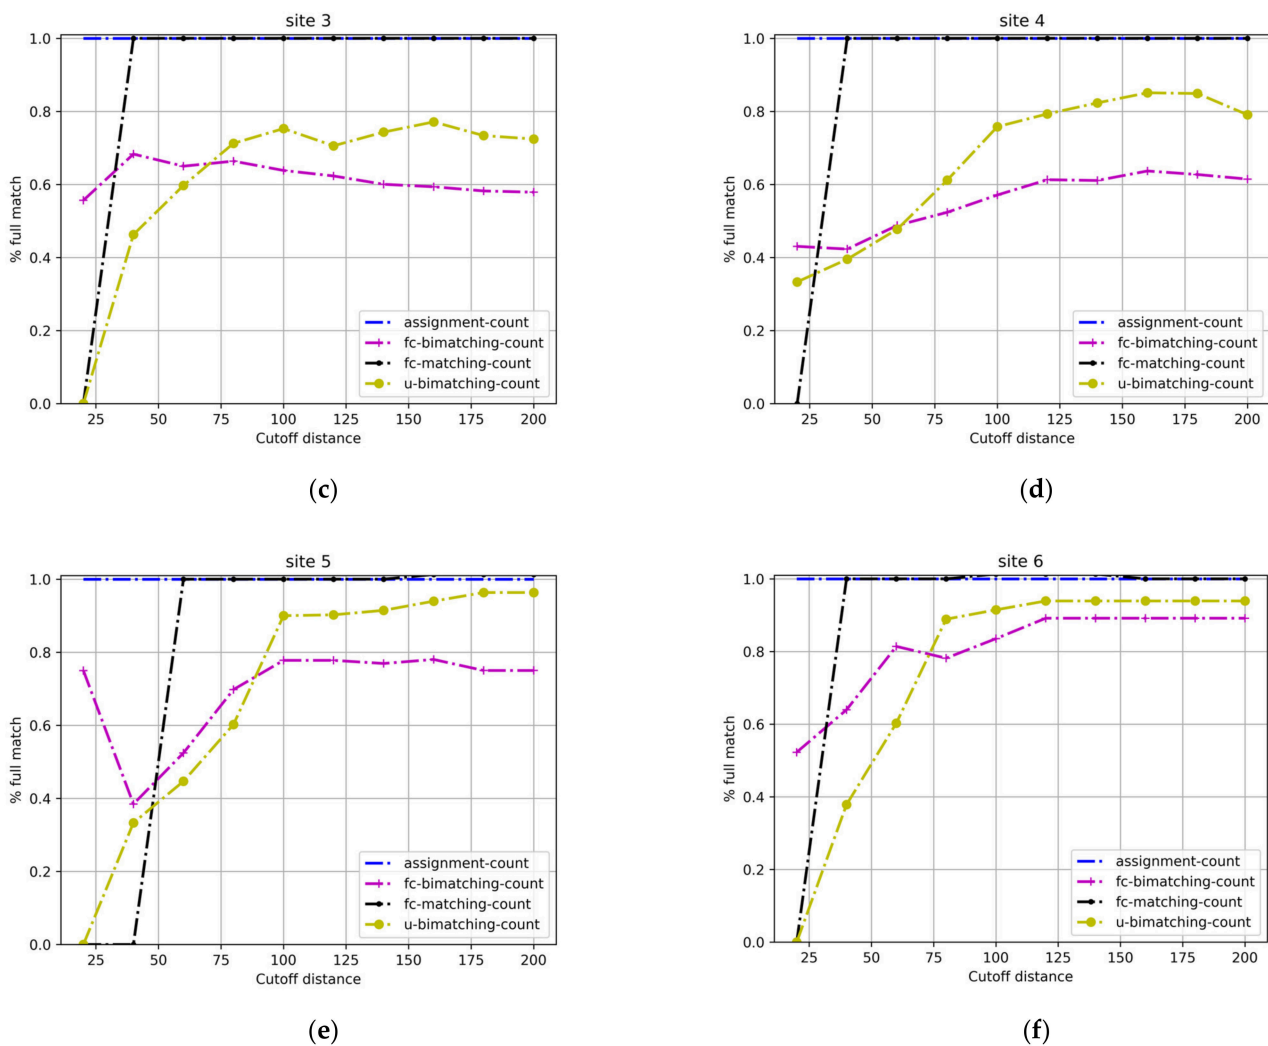 site 3
1.0
0.8
0.6
0.4
0.2
0.0
% full match
assignment-count
fc-bimatching-count
fc-matching-count
u-bimatching-count
25 50 75 100 125 150 175 200
Cutoff distance
(c)
site 4
1.0
0.8
0.6
0.4
0.2
0.0
% full match
assignment-count
fc-bimatching-count
fc-matching-count
u-bimatching-count
25 50 75 100 125 150 175 200
Cutoff distance
(d)
site 5
1.0
0.8
0.6
0.4
0.2
0.0
% full match
assignment-count
fc-bimatching-count
fc-matching-count
u-bimatching-count
25 50 75 100 125 150 175 200
Cutoff distance
(e)
site 6
1.0
0.8
0.6
0.4
0.2
0.0
% full match
assignment-count
fc-bimatching-count
fc-matching-count
u-bimatching-count
25 50 75 100 125 150 175 200
Cutoff distance
(f)